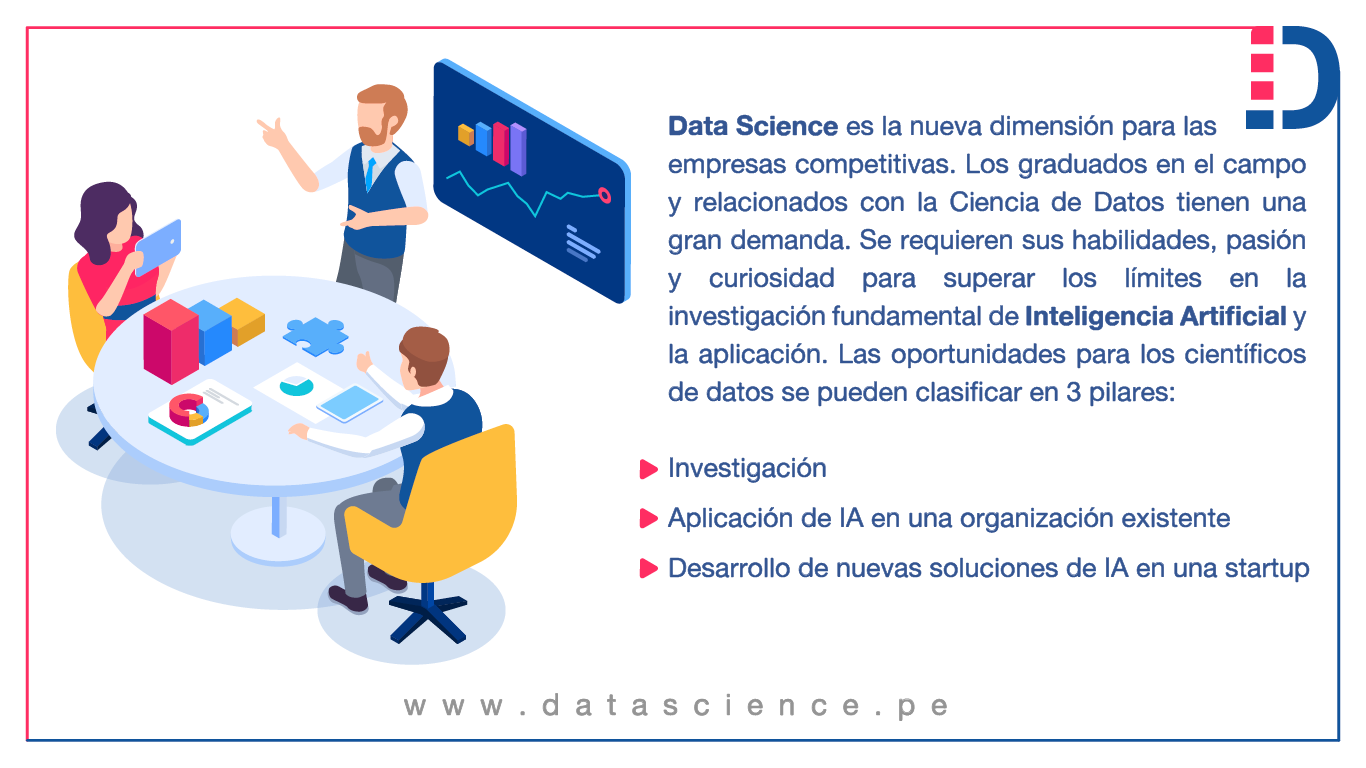 Data Science es la nueva dimensión para las
empresas competitivas. Los graduados en el campo
y relacionados con la Ciencia de Datos tienen una
gran demanda. Se requieren sus habilidades, pasión
y curiosidad para superar los límites en la
investigación fundamental de Inteligencia Artificial y
la aplicación. Las oportunidades para los científicos
de datos se pueden clasificar en 3 pilares:
Investigación
Aplicación de IA en una organización existente
Desarrollo de nuevas soluciones de IA en una startup
www.datascience.pe